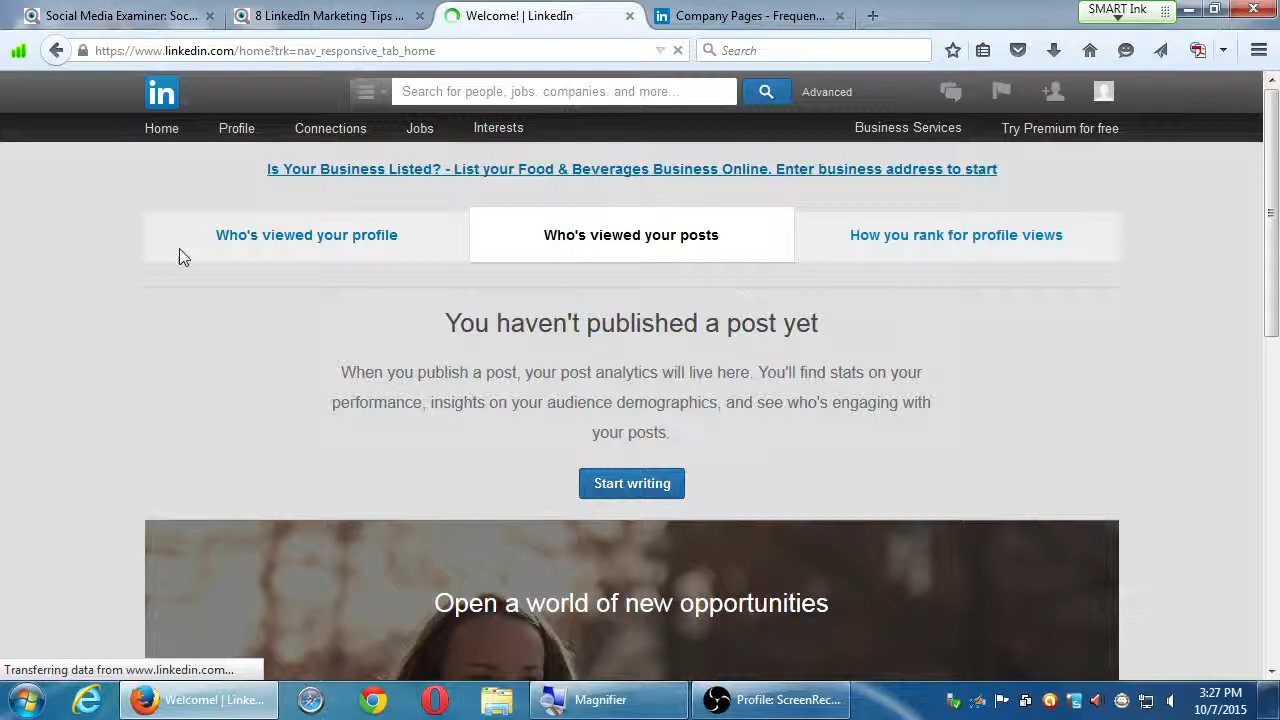 Social Media Examiner: Soc...
8 LinkedIn Marketing Tips ...
Welcome! | LinkedIn
Company Pages - Frequen...
SMART Ink
https://www.linkedin.com/home?trk=nav_responsive_tab_home
Search
in
Search for people, jobs, companies, and more...
Advanced
Home
Profile
Connections
Jobs
Interests
Business Services
Try Premium for free
Is Your Business Listed? - List your Food & Beverages Business Online. Enter business address to start
Who's viewed your profile
Who's viewed your posts
How you rank for profile views
You haven't published a post yet
When you publish a post, your post analytics will live here. You'll find stats on your
performance, insights on your audience demographics, and see who's engaging with
your posts.
Start writing
Open a world of new opportunities
Transferring data from www.linkedin.com...
Welcome! | Linke...
Magnifier
Profile: ScreenRec...
3:27 PM
10/7/2015